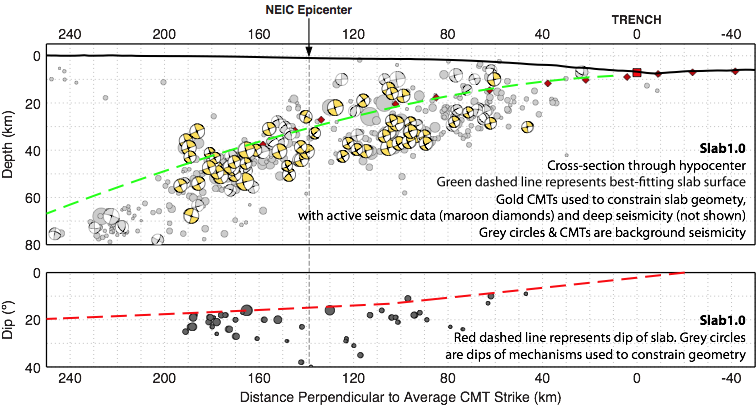 NEIC Epicenter
TRENCH
240 200 160 120 80 40 0 -40
0
20
40
60
80
Depth (km)
Slab1.0
Cross-section through hypocenter
Green dashed line represents best-fitting slab surface
Gold CMTs used to constrain slab geomety,
with active seismic data (maroon diamonds) and deep seismicity (not shown)
Grey circles & CMTs are background seismicity
0
20
40
Dip (°)
Slab1.0
Red dashed line represents dip of slab. Grey circles
are dips of mechanisms used to constrain geometry
240 200 160 120 80 40 0 -40
Distance Perpendicular to Average CMT Strike (km)